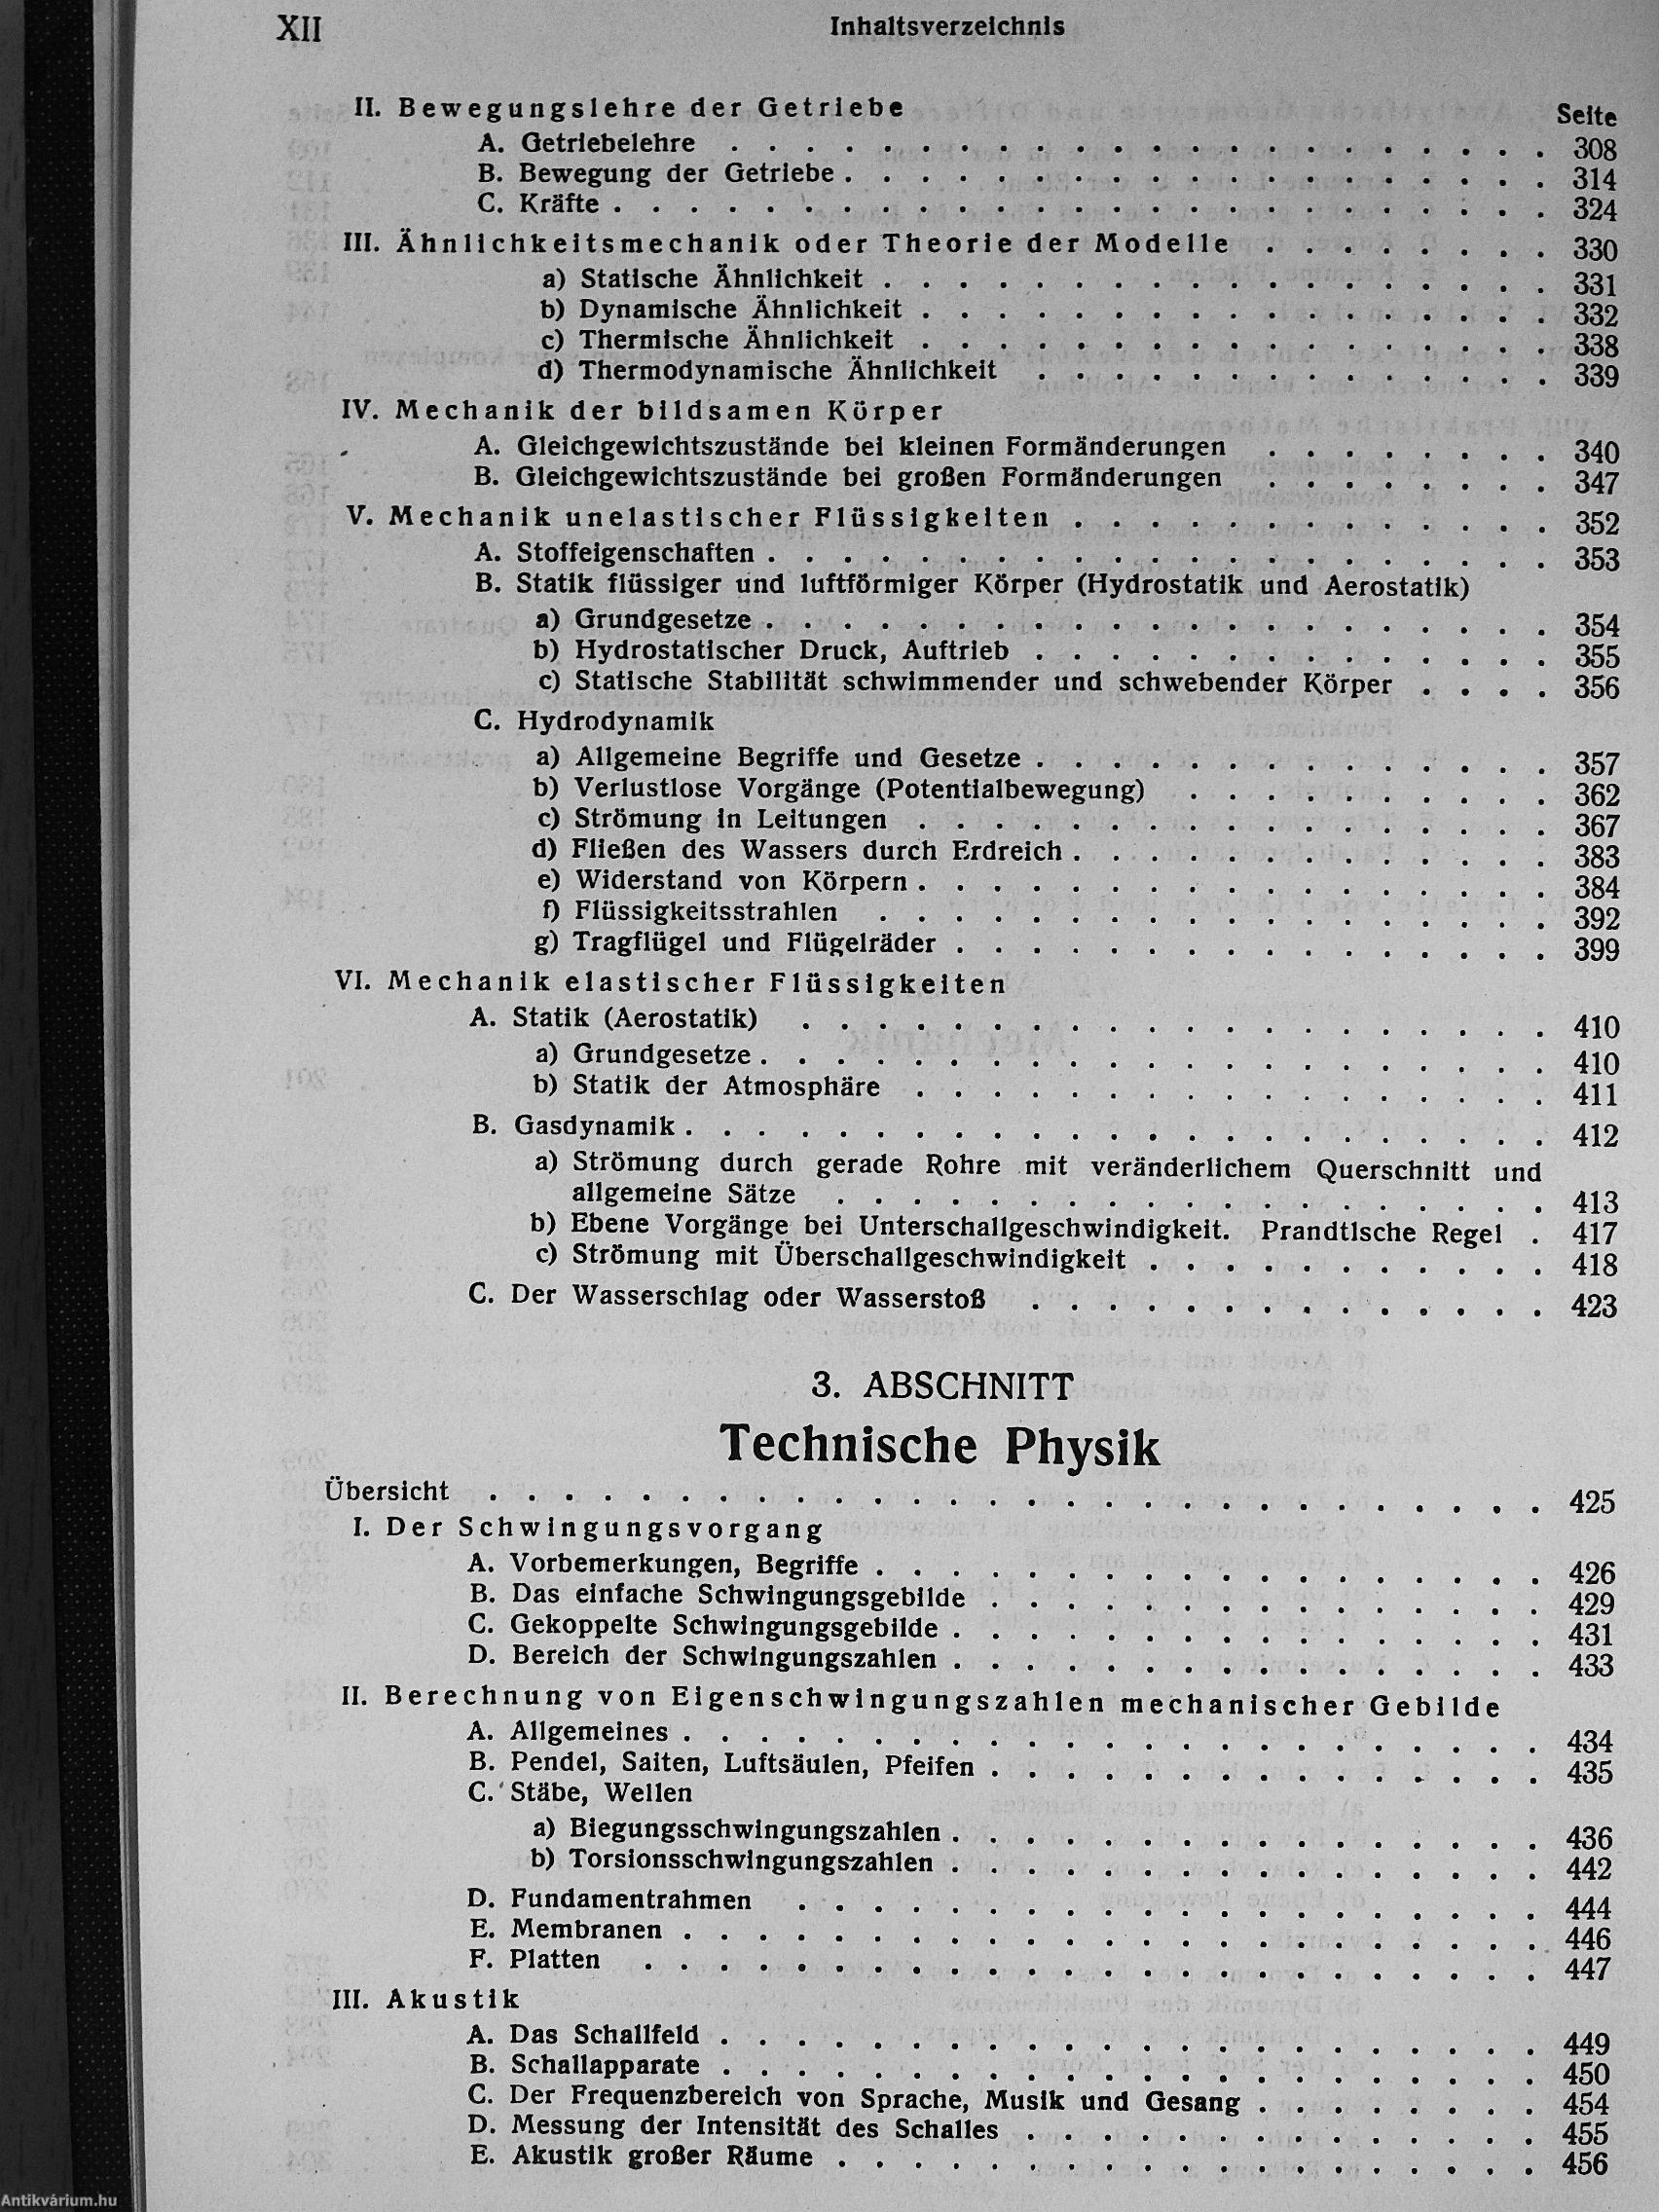 XII Inhaltsverzeichnis
II. Bewegungslehre der Getriebe Seite
A. Getriebelehre . . . . . . . . . . . . . . . . . . . . . . 308
B. Bewegung der Getriebe . . . . . . . . . . . . . . . . . . . 314
C. Kräfte . . . . . . . . . . . . . . . . . . . . . . . . . 324
III. Ähnlichkeitsmechanik oder Theorie der Modelle . . . . . . . . 330
a) Statische Ähnlichkeit . . . . . . . . . . . . . . . . . . 331
b) Dynamische Ähnlichkeit . . . . . . . . . . . . . . . . . 332
c) Thermische Ähnlichkeit . . . . . . . . . . . . . . . . . 338
d) Thermodynamische Ähnlichkeit . . . . . . . . . . . . . . 339
IV. Mechanik der bildsamen Körper
A. Gleichgewichtszustände bei kleinen Formänderungen . . . . . . . . 340
B. Gleichgewichtszustände bei großen Formänderungen . . . . . . . . 347
V. Mechanik unelastischer Flüssigkeiten . . . . . . . . . . . . . 352
A. Stoffeigenschaften . . . . . . . . . . . . . . . . . . . . . 353
B. Statik flüssiger und luftförmiger Körper (Hydrostatik und Aerostatik)
a) Grundgesetze . . . . . . . . . . . . . . . . . . . . . 354
b) Hydrostatischer Druck, Auftrieb . . . . . . . . . . . . . . 355
c) Statische Stabilität schwimmender und schwebender Körper . . . . 356
C. Hydrodynamik
a) Allgemeine Begriffe und Gesetze . . . . . . . . . . . . . . 357
b) Verlustlose Vorgänge (Potentialbewegung) . . . . . . . . . . 362
c) Strömung in Leitungen . . . . . . . . . . . . . . . . . 367
d) Fließen des Wassers durch Erdreich . . . . . . . . . . . . . 383
e) Widerstand von Körpern . . . . . . . . . . . . . . . . . 384
f) Flüssigkeitsstrahlen . . . . . . . . . . . . . . . . . . 392
g) Tragflügel und Flügelräder . . . . . . . . . . . . . . . . 399
VI. Mechanik elastischer Flüssigkeiten
A. Statik (Aerostatik) . . . . . . . . . . . . . . . . . . . . 410
a) Grundgesetze . . . . . . . . . . . . . . . . . . . . . 410
b) Statik der Atmosphäre . . . . . . . . . . . . . . . . . 411
B. Gasdynamik . . . . . . . . . . . . . . . . . . . . . . . 412
a) Strömung durch gerade Rohre mit veränderlichem Querschnitt und
allgemeine Sätze . . . . . . . . . . . . . . . . . . . 413
b) Ebene Vorgänge bei Unterschallgeschwindigkeit. Prandtlsche Regel . 417
c) Strömung mit Überschallgeschwindigkeit . . . . . . . . . . . 418
C. Der Wasserschlag oder Wasserstoß . . . . . . . . . . . . . . 423
3. ABSCHNITT
Technische Physik
Übersicht . . . . . . . . . . . . . . . . . . . . . . . . . . . . 425
I. Der Schwingungsvorgang
A. Vorbemerkungen, Begriffe . . . . . . . . . . . . . . . . . . 426
B. Das einfache Schwingungsgebilde . . . . . . . . . . . . . . . 429
C. Gekoppelte Schwingungsgebilde . . . . . . . . . . . . . . . . 431
D. Bereich der Schwingungszahlen . . . . . . . . . . . . . . . . 433
II. Berechnung von Eigenschwingungszahlen mechanischer Gebilde
A. Allgemeines . . . . . . . . . . . . . . . . . . . . . . . 434
B. Pendel, Saiten, Luftsäulen, Pfeifen . . . . . . . . . . . . . . . 435
C. Stäbe, Wellen
a) Biegungsschwingungszahlen . . . . . . . . . . . . . . . . 436
b) Torsionsschwingungszahlen . . . . . . . . . . . . . . . . 442
D. Fundamentrahmen . . . . . . . . . . . . . . . . . . . . 444
E. Membranen . . . . . . . . . . . . . . . . . . . . . . . 446
F. Platten . . . . . . . . . . . . . . . . . . . . . . . . 447
III. Akustik
A. Das Schallfeld . . . . . . . . . . . . . . . . . . . . . . 449
B. Schallapparate . . . . . . . . . . . . . . . . . . . . . . 450
C. Der Frequenzbereich von Sprache, Musik und Gesang . . . . . . . . 454
D. Messung der Intensität des Schalles . . . . . . . . . . . . . . 455
E. Akustik großer Räume . . . . . . . . . . . . . . . . . . . 456
Antikvárium.hu